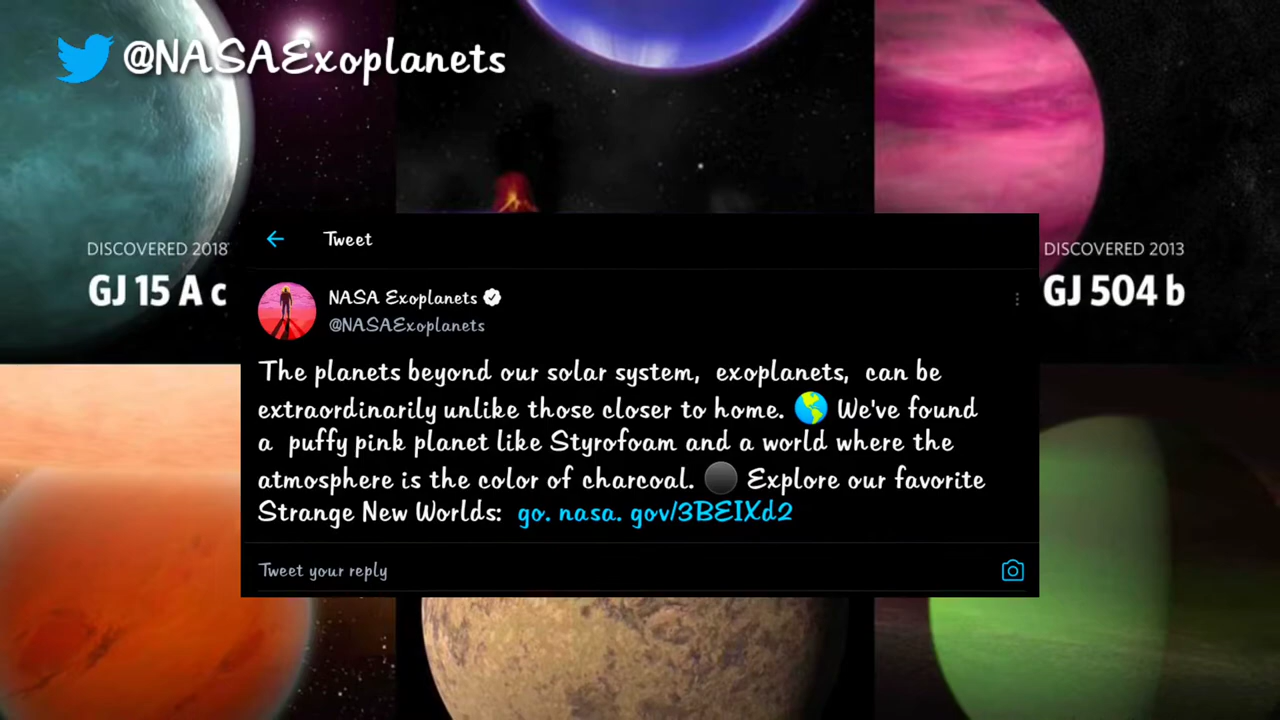 @NASAExoplanets
DISCOVERED 2018
GJ 15 A c
DISCOVERED 2013
GJ 504 b
Tweet
NASA Exoplanets
@NASAExoplanets
The planets beyond our solar system, exoplanets, can be
extraordinarily unlike those closer to home. 🌎 We've found
a puffy pink planet like Styrofoam and a world where the
atmosphere is the color of charcoal. ⚫ Explore our favorite
Strange New Worlds: go. nasa. gov/3BEIXd2
Tweet your reply